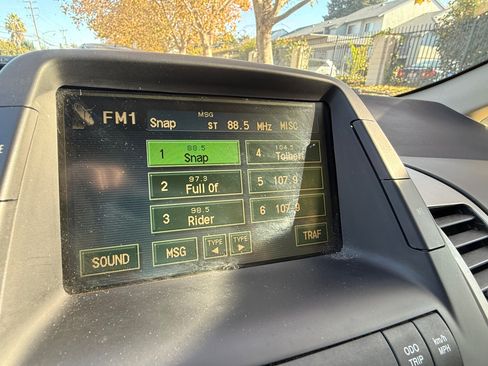 FM1 Snap MSG ST 88.5 MHz MISC
1 88.5 Snap
4 104.5
2 97.3 Full Of
5 107.9
3 98.5 Rider
6 107.9
SOUND MSG TYPE ◄ TYPE ► TRAF
ODO
TRIP
km/h
MPH